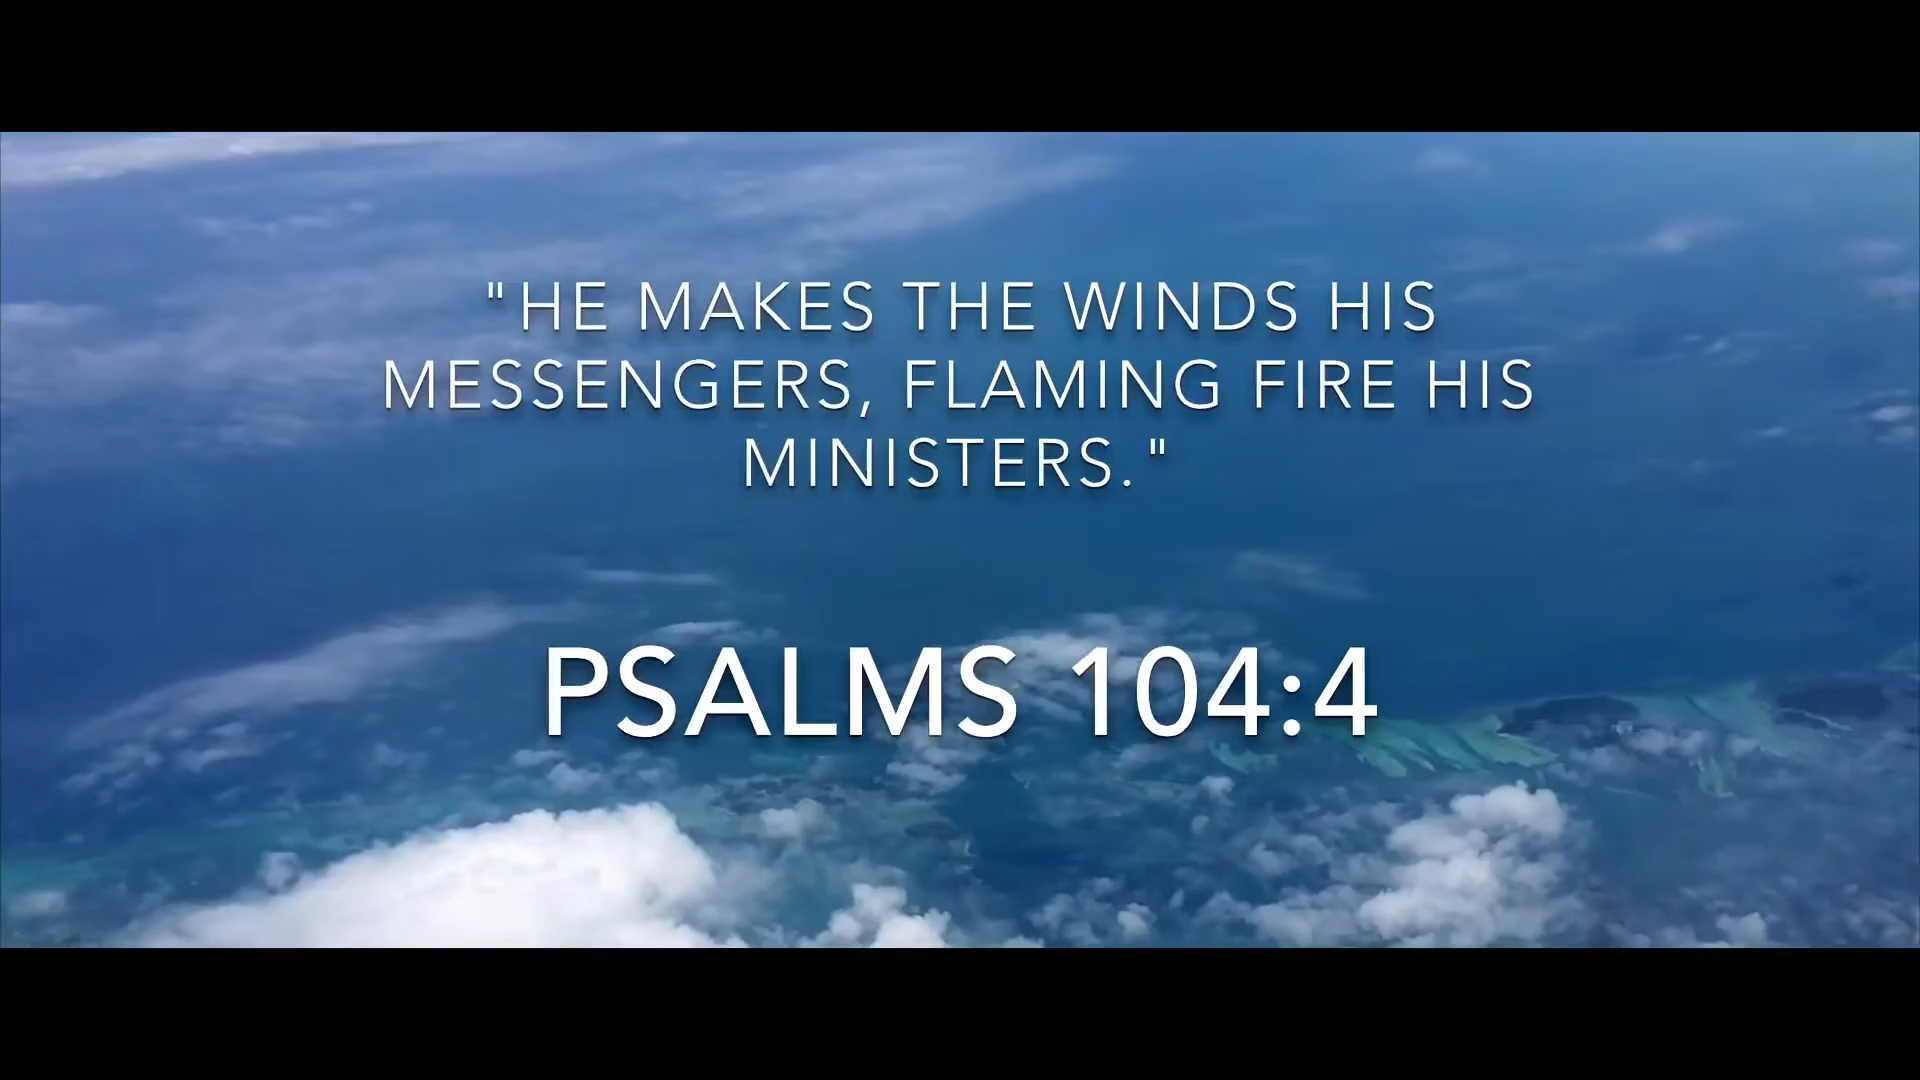 "HE MAKES THE WINDS HIS
MESSENGERS, FLAMING FIRE HIS
MINISTERS."
PSALMS 104:4